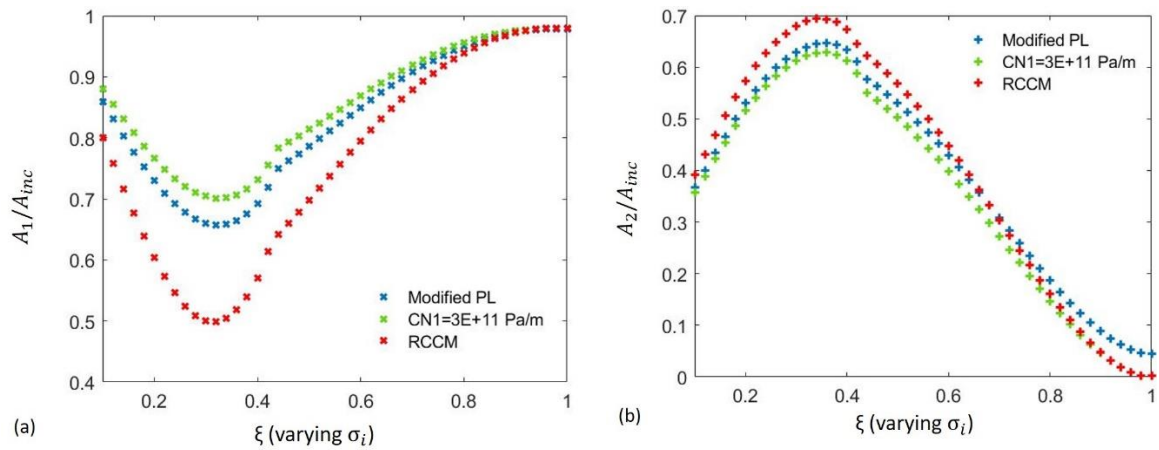 1
0.9
0.8
0.7
0.6
0.5
0.4
A₁/A_inc
Modified PL
CN1=3E+11 Pa/m
RCCM
0.2 0.4 0.6 0.8 1
ξ (varying σᵢ)
(a)
0.7
0.6
0.5
0.4
0.3
0.2
0.1
0
A₂/A_inc
Modified PL
CN1=3E+11 Pa/m
RCCM
0.2 0.4 0.6 0.8 1
ξ (varying σᵢ)
(b)